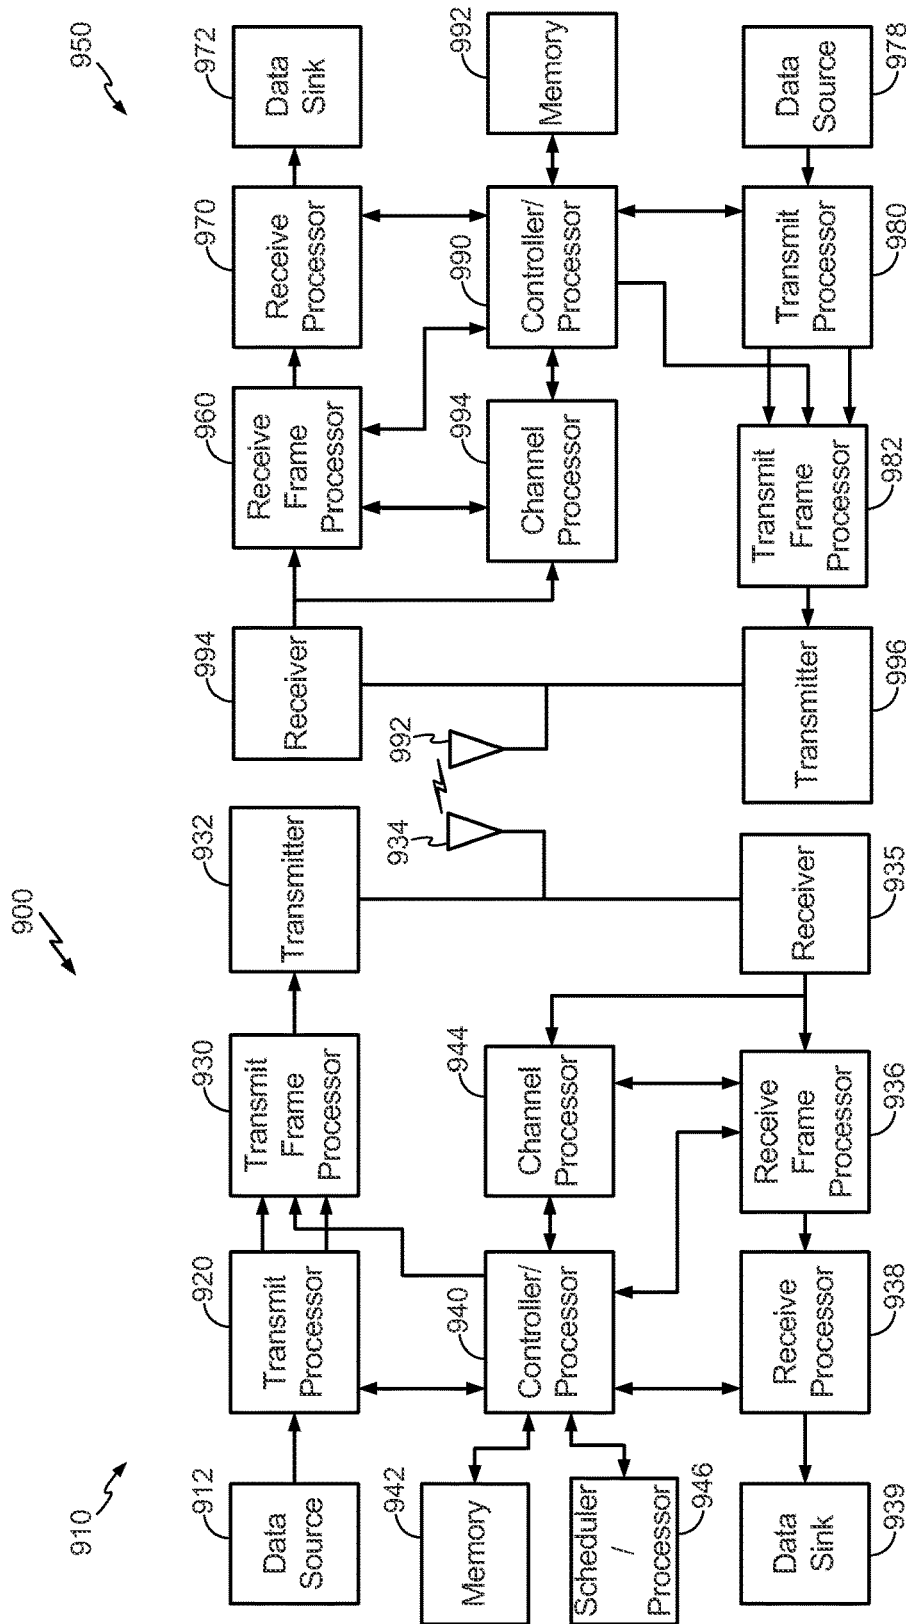 900
910
950
912
Data
Source
920
Transmit
Processor
930
Transmit
Frame
Processor
932
Transmitter
994
Receiver
960
Receive
Frame
Processor
970
Receive
Processor
972
Data
Sink
942
Memory
940
Controller/
Processor
944
Channel
Processor
934
992
994
Channel
Processor
990
Controller/
Processor
992
Memory
Scheduler
/
Processor
946
Data
Sink
939
Receive
Processor
938
Receive
Frame
Processor
936
Receiver
935
Transmitter
996
Transmit
Frame
Processor
982
Transmit
Processor
980
Data
Source
978